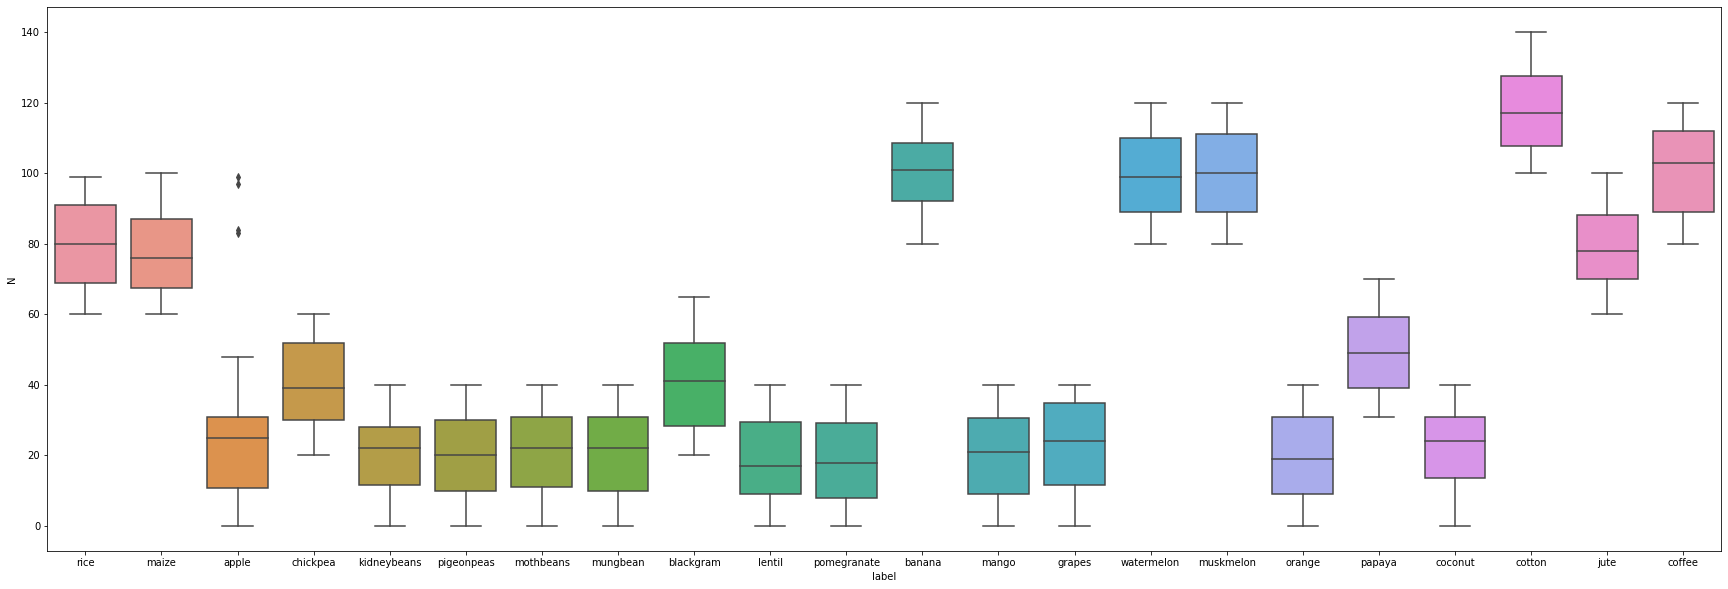 N
140
120
100
80
60
40
20
0
rice maize apple chickpea kidneybeans pigeonpeas mothbeans mungbean blackgram lentil pomegranate banana mango grapes watermelon muskmelon orange papaya coconut cotton jute coffee
label